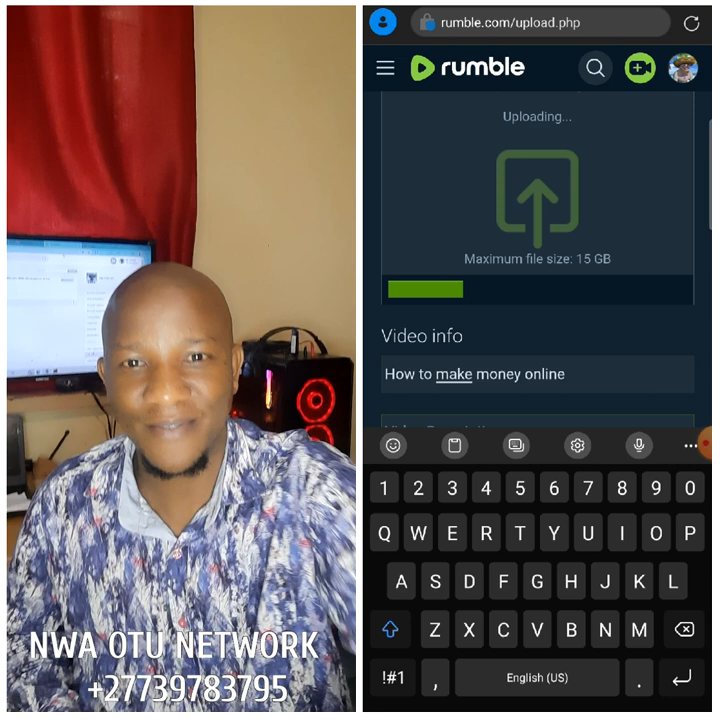 NWA OTU NETWORK
+27739783795
rumble.com/upload.php
rumble
Uploading...
Maximum file size: 15 GB
Video info
How to make money online
1 2 3 4 5 6 7 8 9 0
Q W E R T Y U I O P
A S D F G H J K L
Z X C V B N M
!#1 , English (US) .